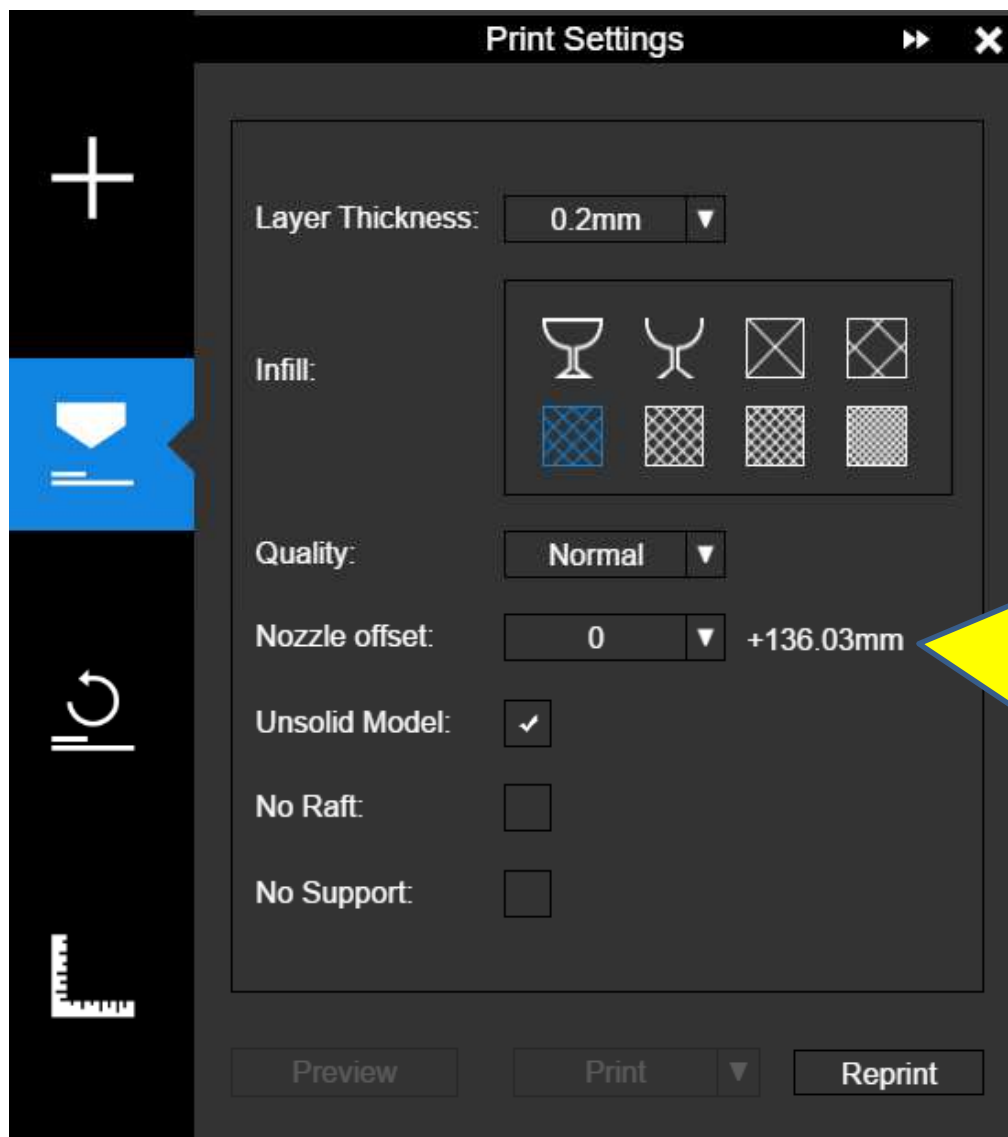 Print Settings
Layer Thickness: 0.2mm
Infill:
Quality: Normal
Nozzle offset: 0 +136.03mm
Unsolid Model:
No Raft:
No Support:
Preview Print Reprint